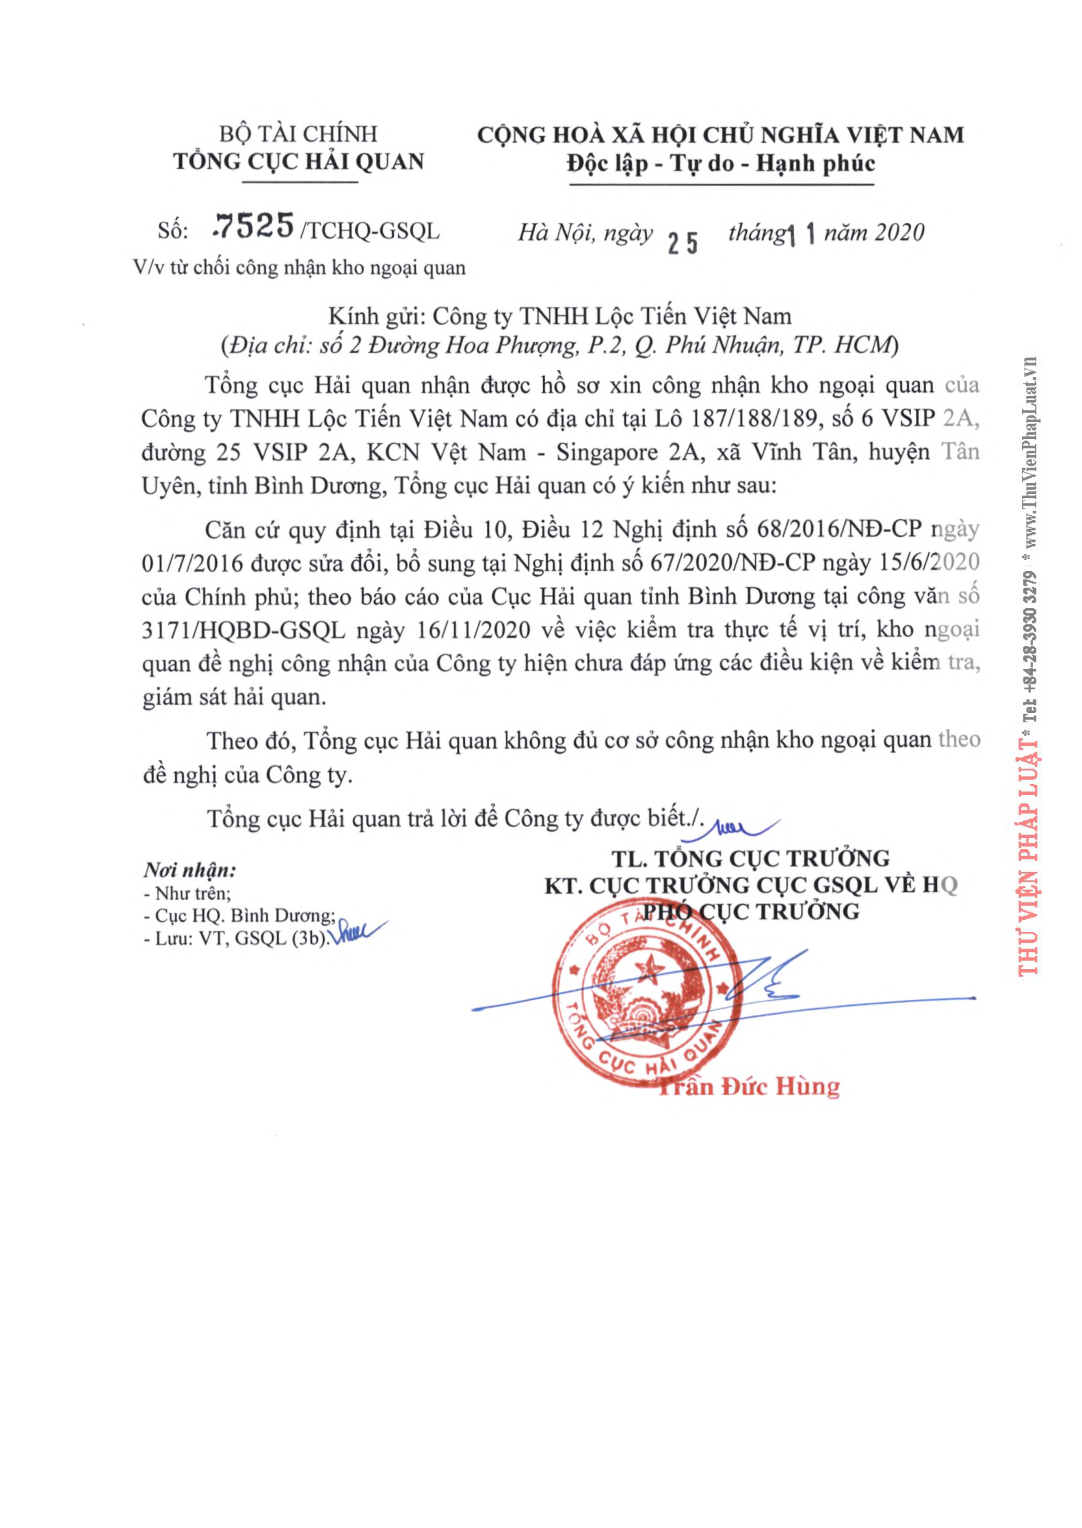 BỘ TÀI CHÍNH
TỔNG CỤC HẢI QUAN
CỘNG HOÀ XÃ HỘI CHỦ NGHĨA VIỆT NAM
Độc lập - Tự do - Hạnh phúc
Số: .7525/TCHQ-GSQL
Hà Nội, ngày 25 tháng 11 năm 2020
V/v từ chối công nhận kho ngoại quan
Kính gửi: Công ty TNHH Lộc Tiến Việt Nam
(Địa chỉ: số 2 Đường Hoa Phượng, P.2, Q. Phú Nhuận, TP. HCM)
Tổng cục Hải quan nhận được hồ sơ xin công nhận kho ngoại quan của
Công ty TNHH Lộc Tiến Việt Nam có địa chỉ tại Lô 187/188/189, số 6 VSIP 2A,
đường 25 VSIP 2A, KCN Vệt Nam - Singapore 2A, xã Vĩnh Tân, huyện Tân
Uyên, tỉnh Bình Dương, Tổng cục Hải quan có ý kiến như sau:
Căn cứ quy định tại Điều 10, Điều 12 Nghị định số 68/2016/NĐ-CP ngày
01/7/2016 được sửa đổi, bổ sung tại Nghị định số 67/2020/NĐ-CP ngày 15/6/2020
của Chính phủ; theo báo cáo của Cục Hải quan tỉnh Bình Dương tại công văn số
3171/HQBD-GSQL ngày 16/11/2020 về việc kiểm tra thực tế vị trí, kho ngoại
quan đề nghị công nhận của Công ty hiện chưa đáp ứng các điều kiện về kiểm tra,
giám sát hải quan.
Theo đó, Tổng cục Hải quan không đủ cơ sở công nhận kho ngoại quan theo
đề nghị của Công ty.
Tổng cục Hải quan trả lời để Công ty được biết./.
Nơi nhận:
- Như trên;
- Cục HQ. Bình Dương;
- Lưu: VT, GSQL (3b).
TL. TỔNG CỤC TRƯỞNG
KT. CỤC TRƯỞNG CỤC GSQL VỀ HQ
PHÓ CỤC TRƯỞNG
BỘ TÀI CHÍNH
TỔNG CỤC HẢI QUAN
Trần Đức Hùng
THƯ VIỆN PHÁP LUẬT * Tel: +84-28-3930 3279 * www.ThuVienPhapLuat.vn